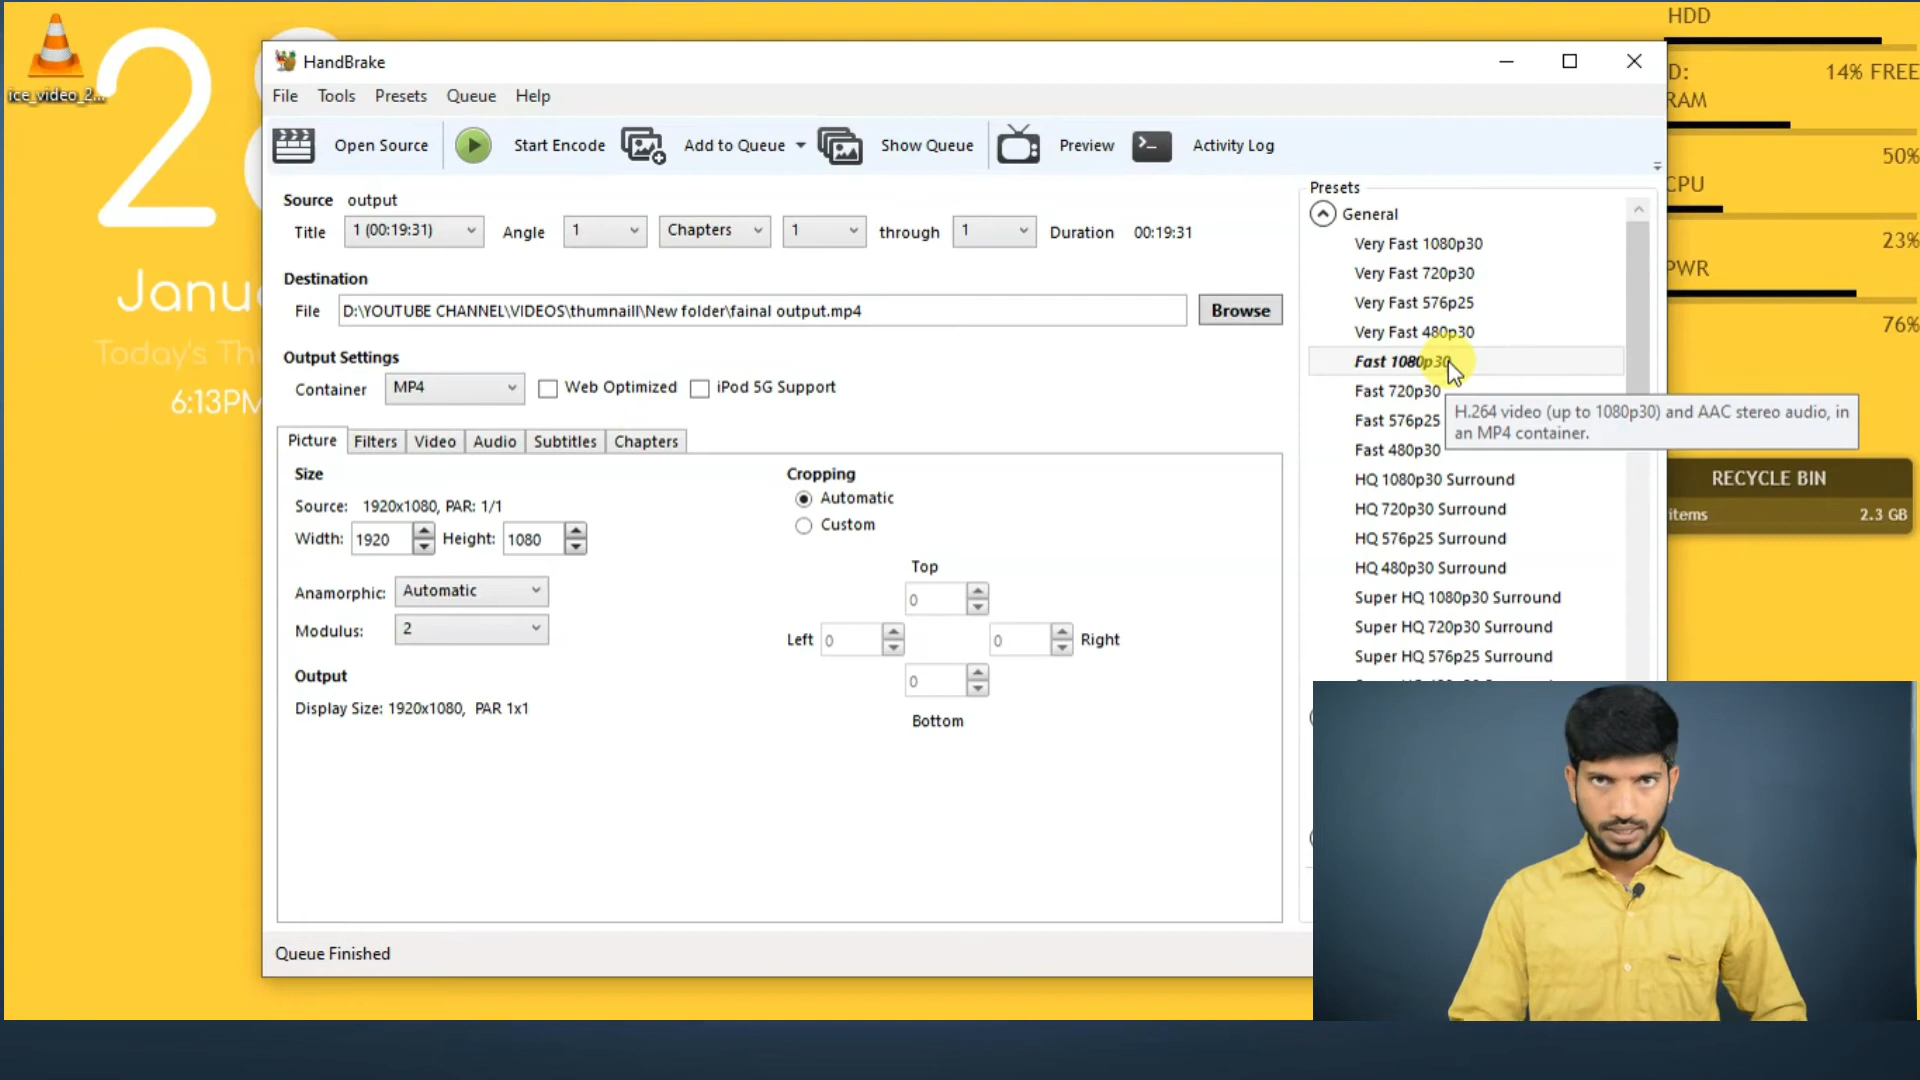 HDD
D: 14% FREE
RAM
50%
CPU
23%
PWR
76%
RECYCLE BIN
items 2.3 GB
ice_video_2...
2
Janu
Today's Th
6:13PM
HandBrake
File Tools Presets Queue Help
Open Source Start Encode Add to Queue Show Queue Preview Activity Log
Source output
Title 1 (00:19:31) Angle 1 Chapters 1 through 1 Duration 00:19:31
Destination
File D:\YOUTUBE CHANNEL\VIDEOS\thumnaill\New folder\fainal output.mp4 Browse
Output Settings
Container MP4 Web Optimized iPod 5G Support
Picture Filters Video Audio Subtitles Chapters
Size
Source: 1920x1080, PAR: 1/1
Width: 1920 Height: 1080
Anamorphic: Automatic
Modulus: 2
Output
Display Size: 1920x1080, PAR 1x1
Cropping
Automatic
Custom
Top
0
Left 0 0 Right
0
Bottom
Queue Finished
Presets
General
Very Fast 1080p30
Very Fast 720p30
Very Fast 576p25
Very Fast 480p30
Fast 1080p30
Fast 720p30
Fast 576p25
Fast 480p30
H.264 video (up to 1080p30) and AAC stereo audio, in
an MP4 container.
HQ 1080p30 Surround
HQ 720p30 Surround
HQ 576p25 Surround
HQ 480p30 Surround
Super HQ 1080p30 Surround
Super HQ 720p30 Surround
Super HQ 576p25 Surround